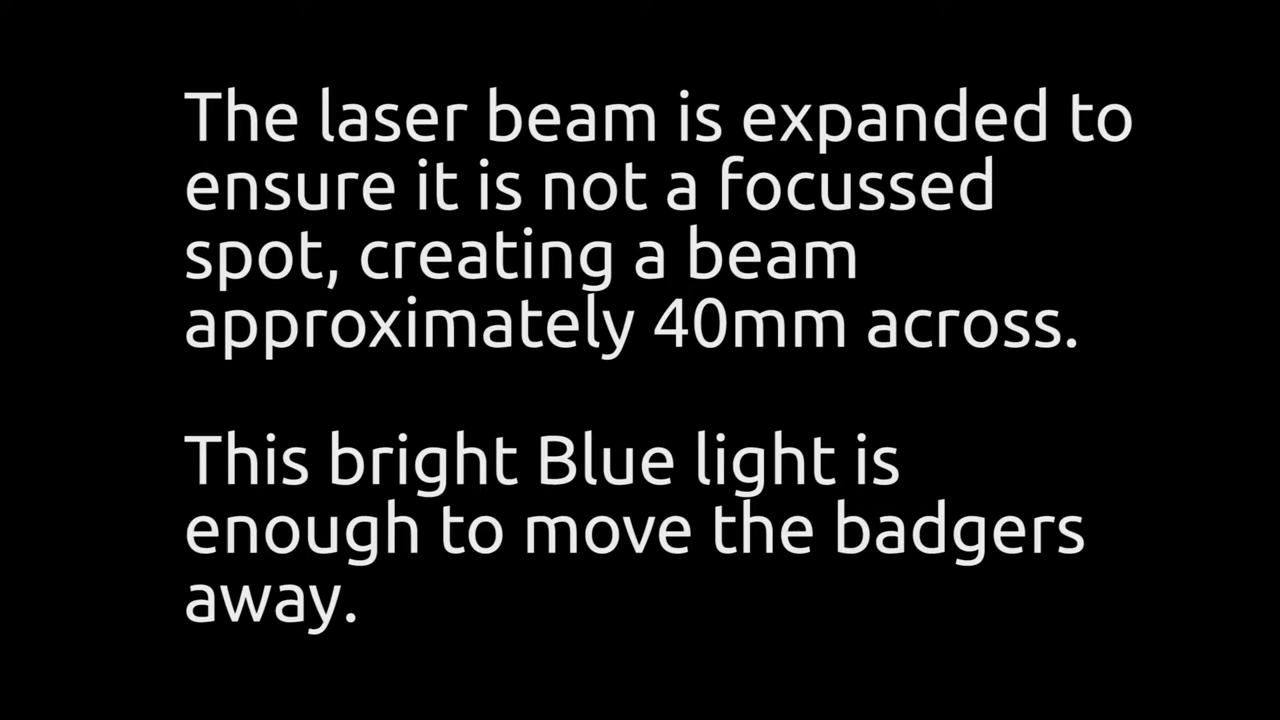 The laser beam is expanded to
ensure it is not a focussed
spot, creating a beam
approximately 40mm across.
This bright Blue light is
enough to move the badgers
away.